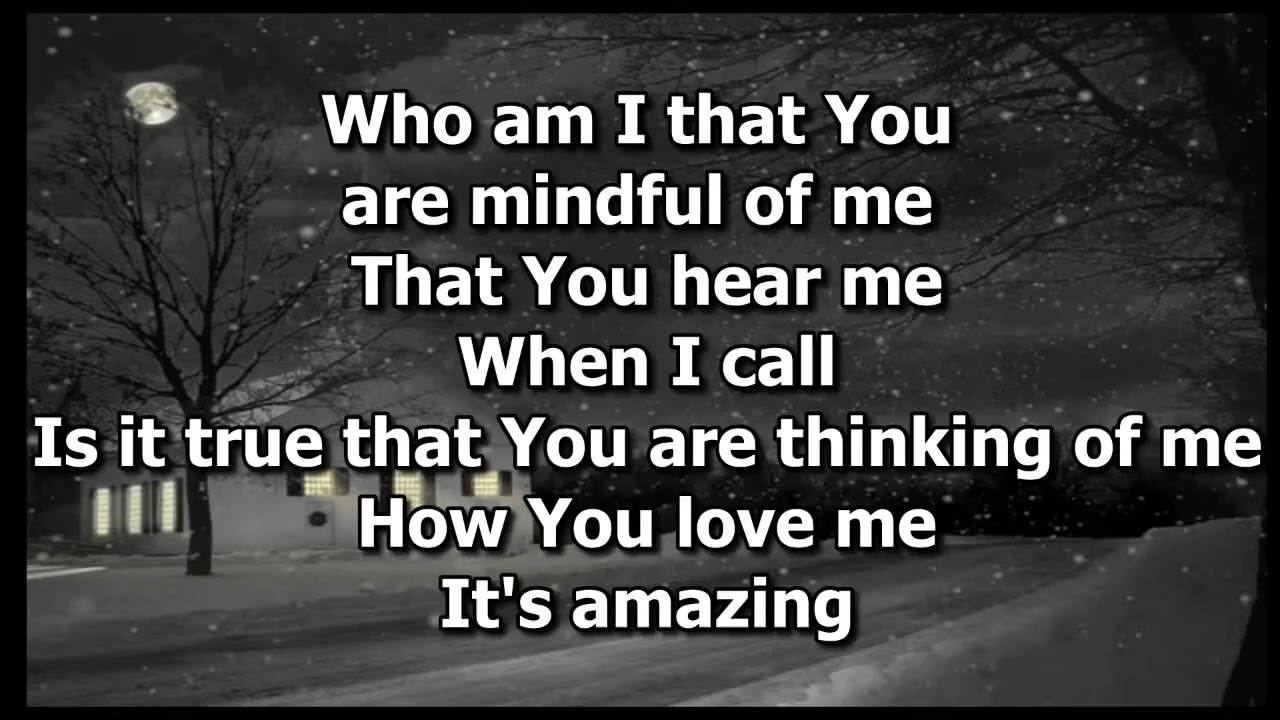 Who am I that You
are mindful of me
That You hear me
When I call
Is it true that You are thinking of me
How You love me
It's amazing